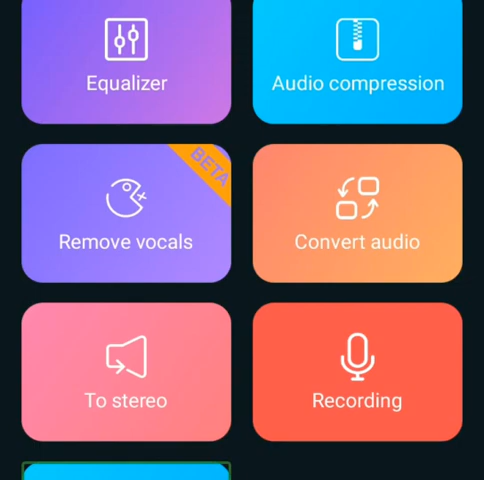 Equalizer
Audio compression
BETA
Remove vocals
Convert audio
To stereo
Recording